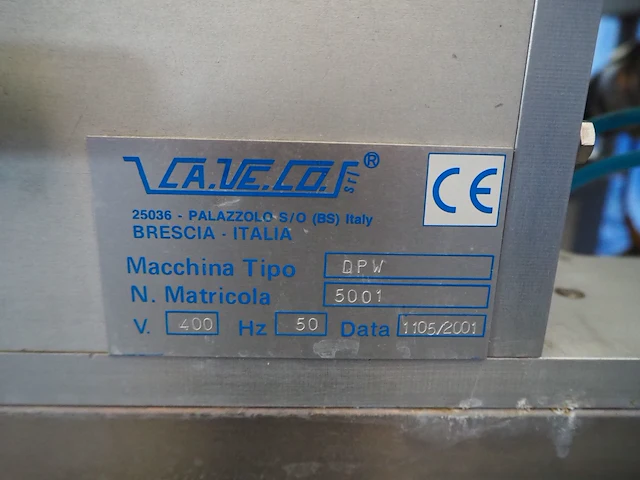 CA.VE.CO. srl ®
CE
25036 - PALAZZOLO S/O (BS) Italy
BRESCIA - ITALIA
Macchina Tipo QPW
N. Matricola 5001
V. 400 Hz 50 Data 1105/2001